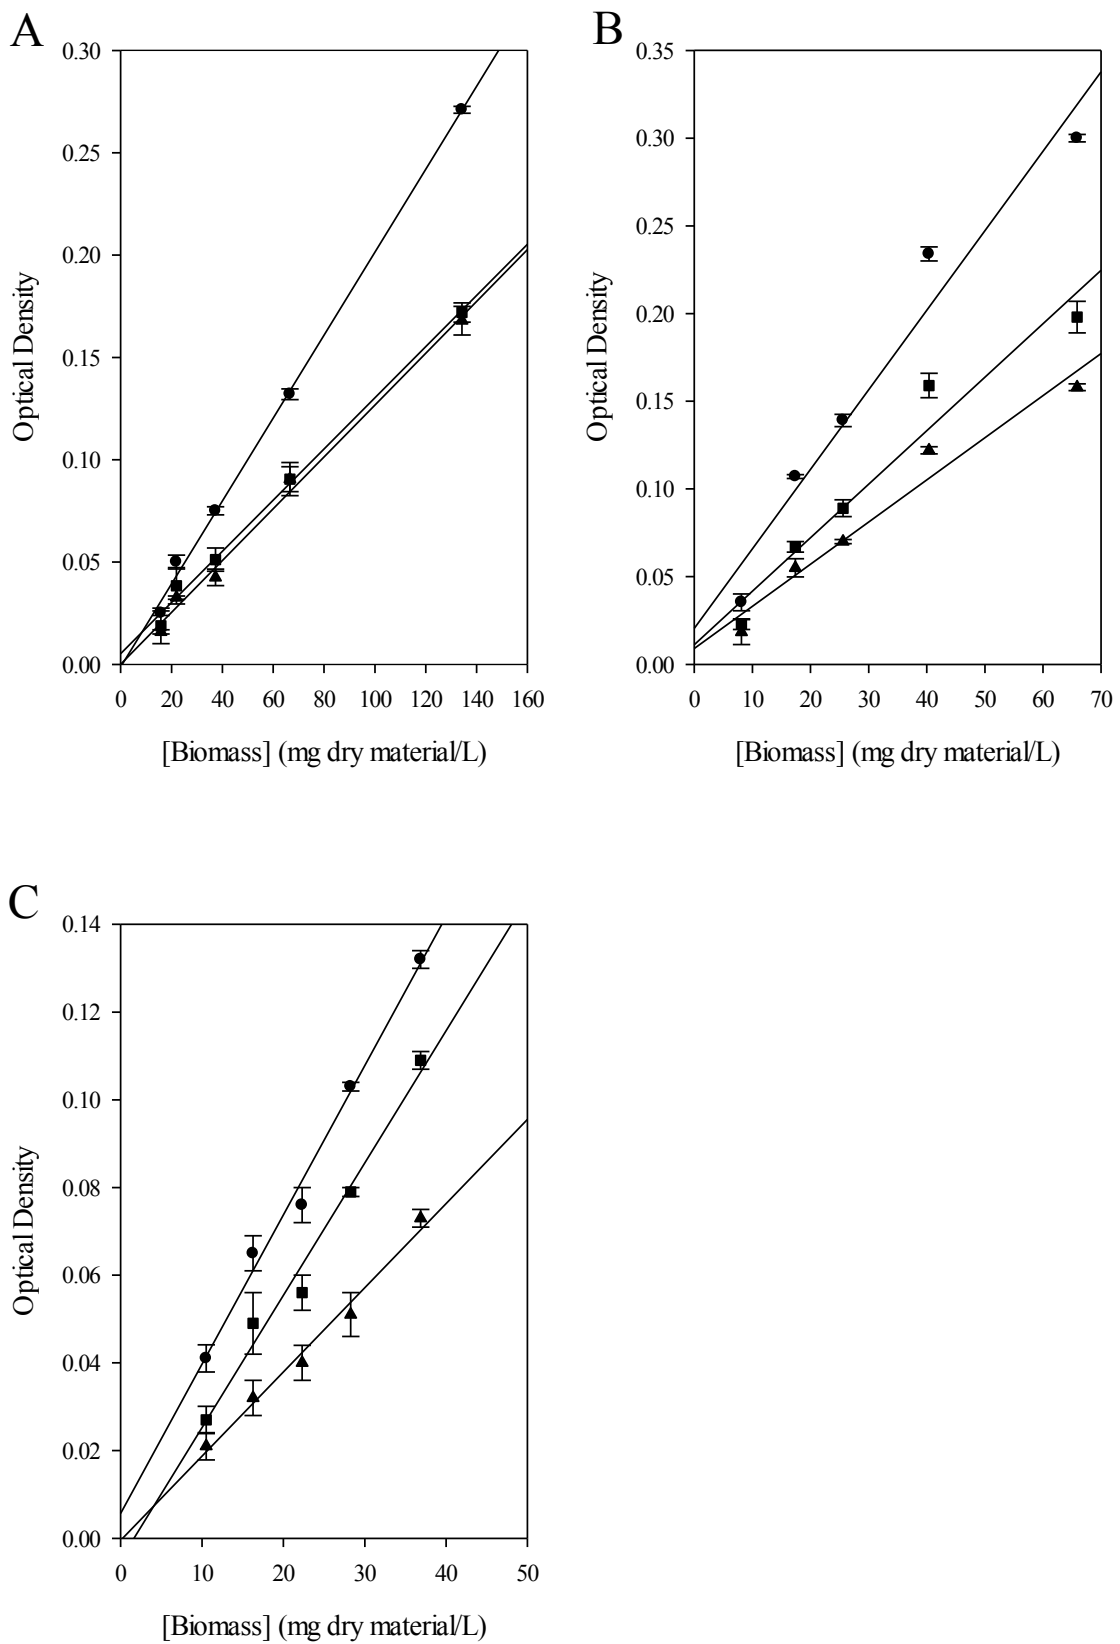 A
0.30
0.25
0.20
0.15
0.10
0.05
0.00
Optical Density
0 20 40 60 80 100 120 140 160
[Biomass] (mg dry material/L)
B
0.35
0.30
0.25
0.20
0.15
0.10
0.05
0.00
Optical Density
0 10 20 30 40 50 60 70
[Biomass] (mg dry material/L)
C
0.14
0.12
0.10
0.08
0.06
0.04
0.02
0.00
Optical Density
0 10 20 30 40 50
[Biomass] (mg dry material/L)